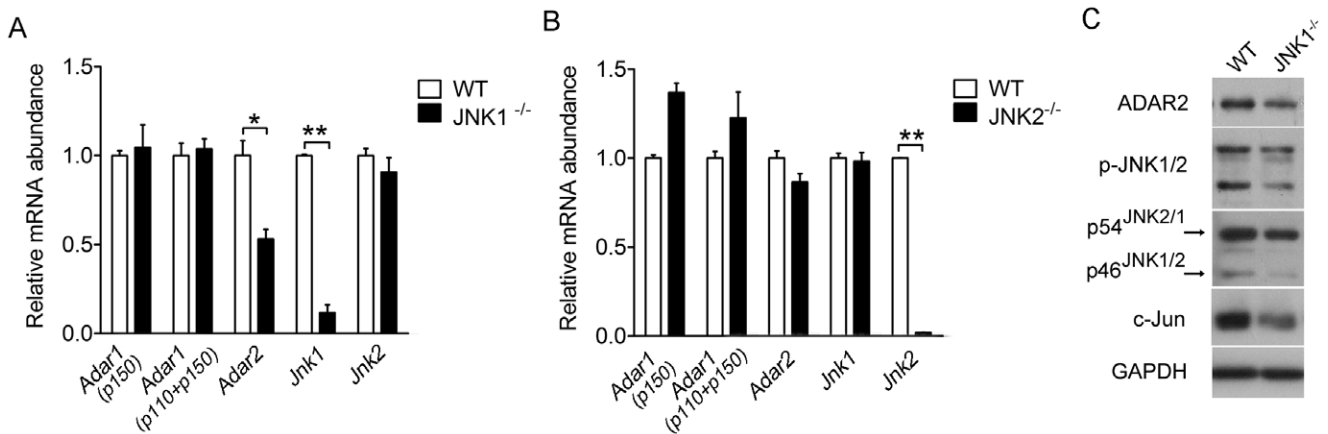 A
Relative mRNA abundance
1.5
1.0
0.5
0.0
*
**
WT
JNK1 -/-
Adar1
(p150)
Adar1
(p110+p150)
Adar2
Jnk1
Jnk2
B
Relative mRNA abundance
1.5
1.0
0.5
0.0
**
WT
JNK2-/-
Adar1
(p150)
Adar1
(p110+p150)
Adar2
Jnk1
Jnk2
C
WT
JNK1-/-
ADAR2
p-JNK1/2
p54JNK2/1
p46JNK1/2
c-Jun
GAPDH